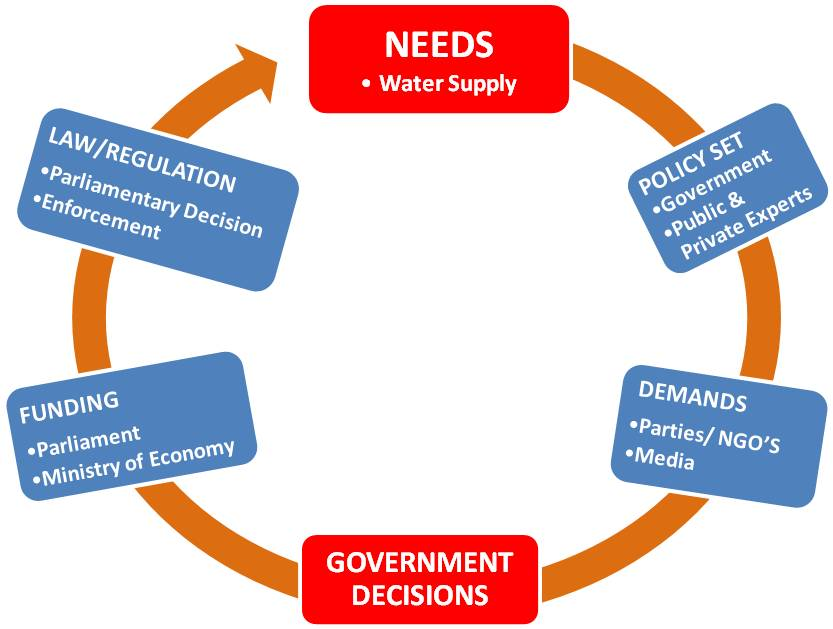 NEEDS
• Water Supply
POLICY SET
•Government
•Public &
Private Experts
DEMANDS
•Parties/ NGO’S
•Media
GOVERNMENT
DECISIONS
FUNDING
•Parliament
•Ministry of Economy
LAW/REGULATION
•Parliamentary Decision
•Enforcement